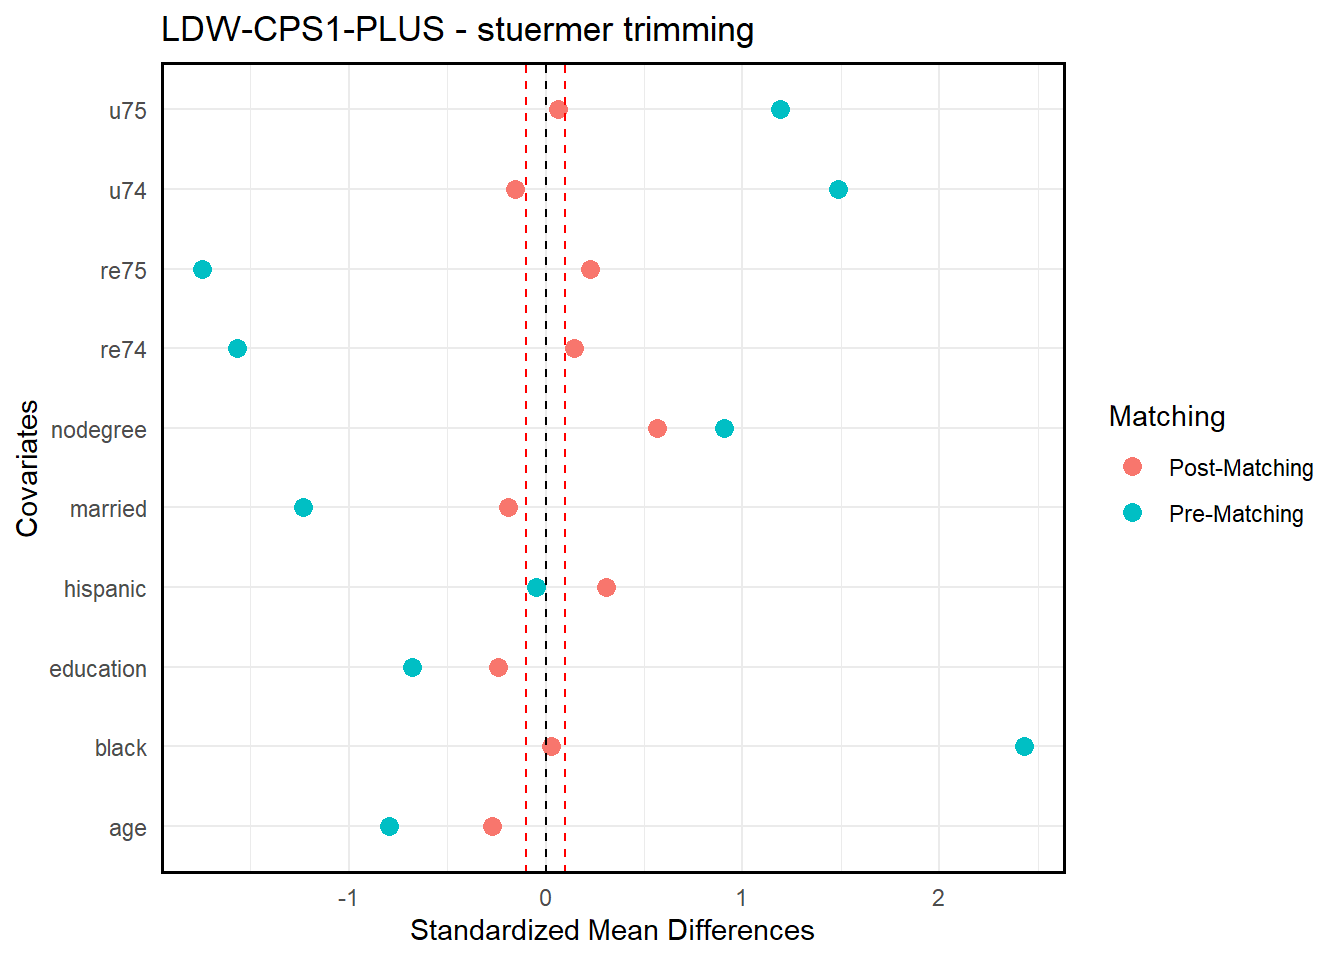 LDW-CPS1-PLUS - stuermer trimming
u75
u74
re75
re74
nodegree
married
hispanic
education
black
age
Covariates
-1
0
1
2
Standardized Mean Differences
Matching
Post-Matching
Pre-Matching